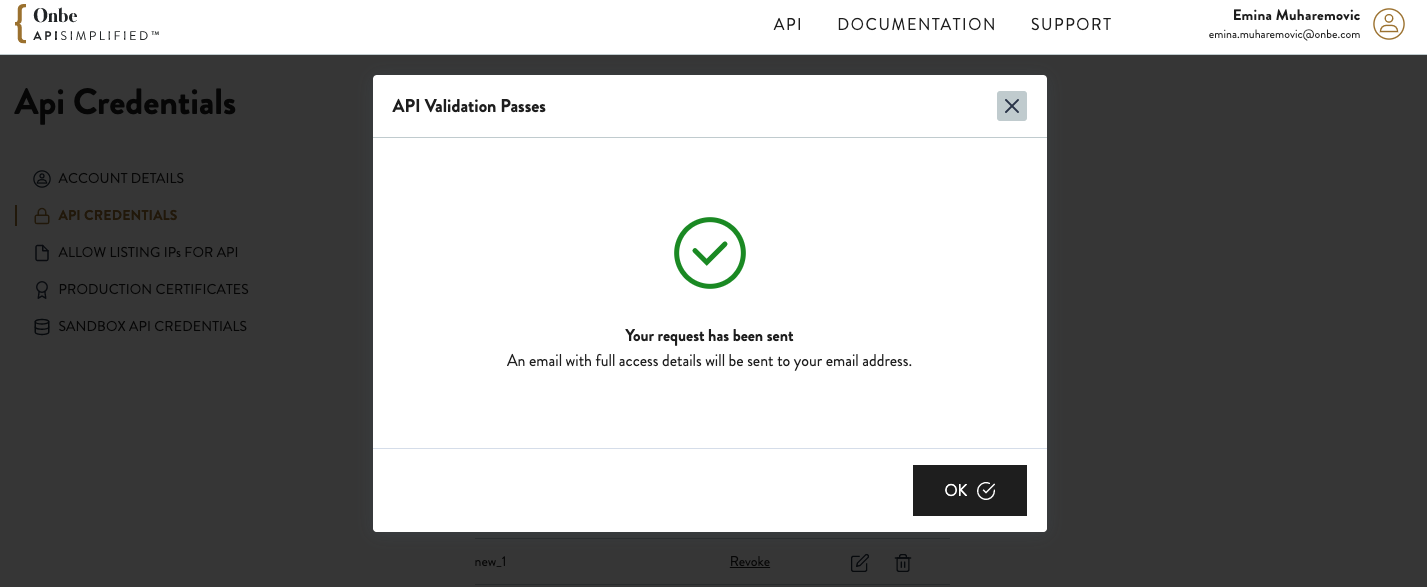 Onbe
APISIMPLIFIED™
API DOCUMENTATION SUPPORT
Emina Muharemovic
emina.muharemovic@onbe.com
Api Credentials
ACCOUNT DETAILS
API CREDENTIALS
ALLOW LISTING IPs FOR API
PRODUCTION CERTIFICATES
SANDBOX API CREDENTIALS
API Validation Passes
Your request has been sent
An email with full access details will be sent to your email address.
OK
new_1 Revoke